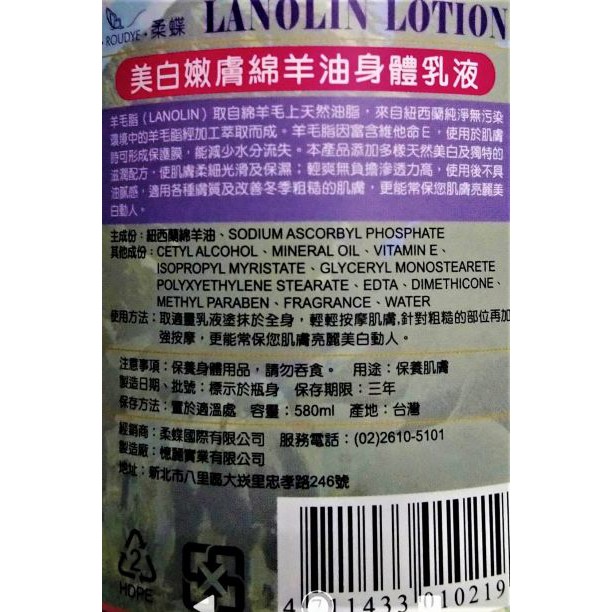 ROUDYE 柔蝶 LANOLIN LOTION
美白嫩膚綿羊油身體乳液
羊毛脂(LANOLIN)取自綿羊毛上天然油脂，來自紐西蘭純淨無污染
環境中的羊毛脂經加工萃取而成。羊毛脂因富含維他命E，使用於肌膚
時可形成保護膜，能減少水分流失。本產品添加多樣天然美白及獨特的
滋潤配方，使肌膚柔細光滑及保濕；輕爽無負擔滲透力高，使用後不具
油膩感，適用各種膚質及改善冬季粗糙的肌膚，更能常保您肌膚亮麗美
白動人。
主成份：紐西蘭綿羊油、SODIUM ASCORBYL PHOSPHATE
其他成份：CETYL ALCOHOL、MINERAL OIL、VITAMIN E、
ISOPROPYL MYRISTATE、GLYCERYL MONOSTEARETE
POLYXYETHYLENE STEARATE、EDTA、DIMETHICONE、
METHYL PARABEN、FRAGRANCE、WATER
使用方法：取適量乳液塗抹於全身，輕輕按摩肌膚,針對粗糙的部位再加
強按摩，更能常保您肌膚亮麗美白動人。
注意事項：保養身體用品，請勿吞食。 用途：保養肌膚
製造日期、批號：標示於瓶身 保存期限：三年
保存方法：置於適溫處 容量：580ml 產地：台灣
經銷商：柔蝶國際有限公司 服務電話：(02)2610-5101
製造廠：憁麗實業有限公司
地址：新北市八里區大崁里忠孝路246號
2
HDPE
4 711433 010219